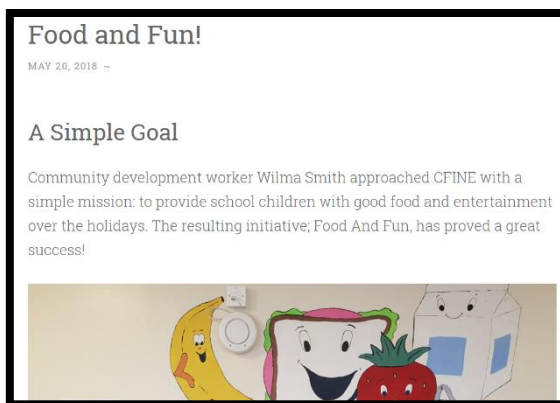 Food and Fun!
MAY 20, 2018 ~
A Simple Goal
Community development worker Wilma Smith approached CFINE with a
simple mission: to provide school children with good food and entertainment
over the holidays. The resulting initiative; Food And Fun, has proved a great
success!